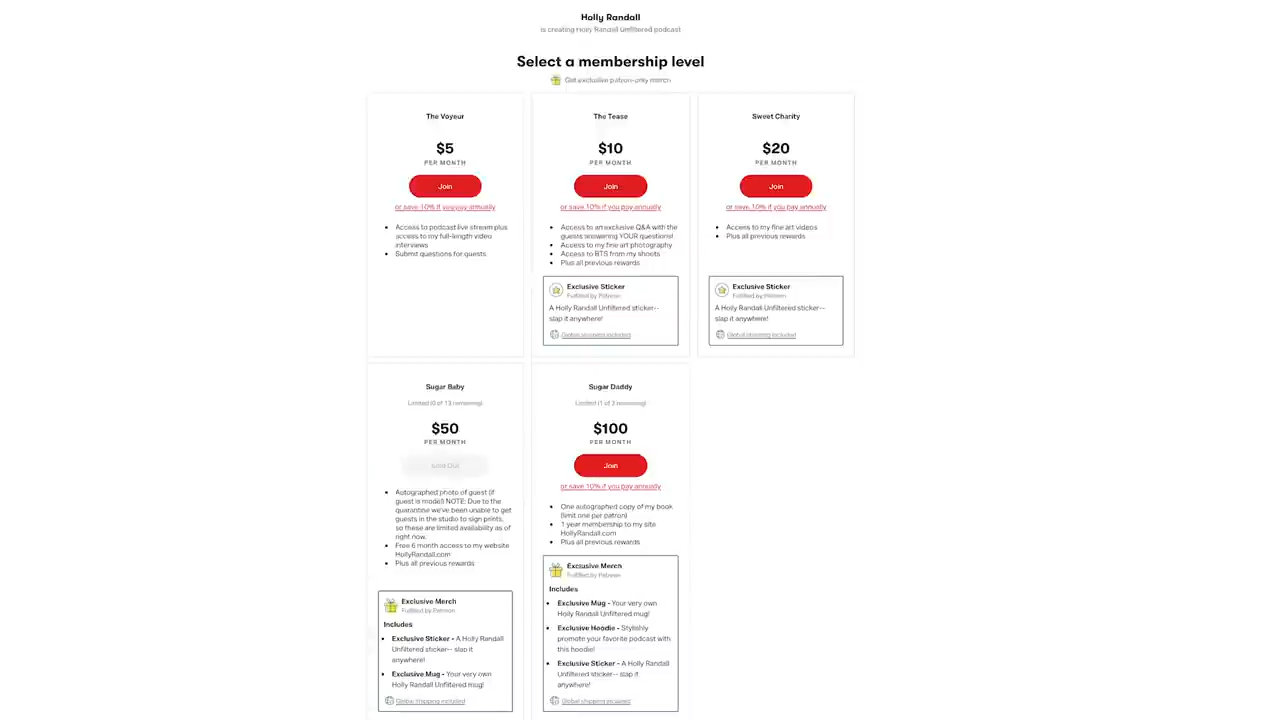 Holly Randall
is creating Holly Randall Unfiltered podcast
Select a membership level
Get exclusive patron-only merch
The Voyeur
$5
PER MONTH
Join
or save 10% if you pay annually
Access to podcast live stream plus
access to my full-length video
interviews
Submit questions for guests
The Tease
$10
PER MONTH
Join
or save 10% if you pay annually
Access to an exclusive Q&A with the
guests answering YOUR questions!
Access to my fine art photography
Access to BTS from my shoots
Plus all previous rewards
Exclusive Sticker
Fulfilled by Patreon
A Holly Randall Unfiltered sticker--
slap it anywhere!
Global shipping included
Sweet Charity
$20
PER MONTH
Join
or save 10% if you pay annually
Access to my fine art videos
Plus all previous rewards
Exclusive Sticker
Fulfilled by Patreon
A Holly Randall Unfiltered sticker--
slap it anywhere!
Global shipping included
Sugar Baby
Limited (0 of 13 remaining)
$50
PER MONTH
Sold Out
Autographed photo of guest (if
guest is model) NOTE: Due to the
quarantine we've been unable to get
guests in the studio to sign prints,
so these are limited availability as of
right now.
Free 6 month access to my website
HollyRandall.com
Plus all previous rewards
Exclusive Merch
Fulfilled by Patreon
Includes
Exclusive Sticker - A Holly Randall
Unfiltered sticker-- slap it
anywhere!
Exclusive Mug - Your very own
Holly Randall Unfiltered mug!
Global shipping included
Sugar Daddy
Limited (1 of 3 remaining)
$100
PER MONTH
Join
or save 10% if you pay annually
One autographed copy of my book
(limit one per patron)
1 year membership to my site
HollyRandall.com
Plus all previous rewards
Exclusive Merch
Fulfilled by Patreon
Includes
Exclusive Mug - Your very own
Holly Randall Unfiltered mug!
Exclusive Hoodie - Stylishly
promote your favorite podcast with
this hoodie!
Exclusive Sticker - A Holly Randall
Unfiltered sticker-- slap it
anywhere!
Global shipping included